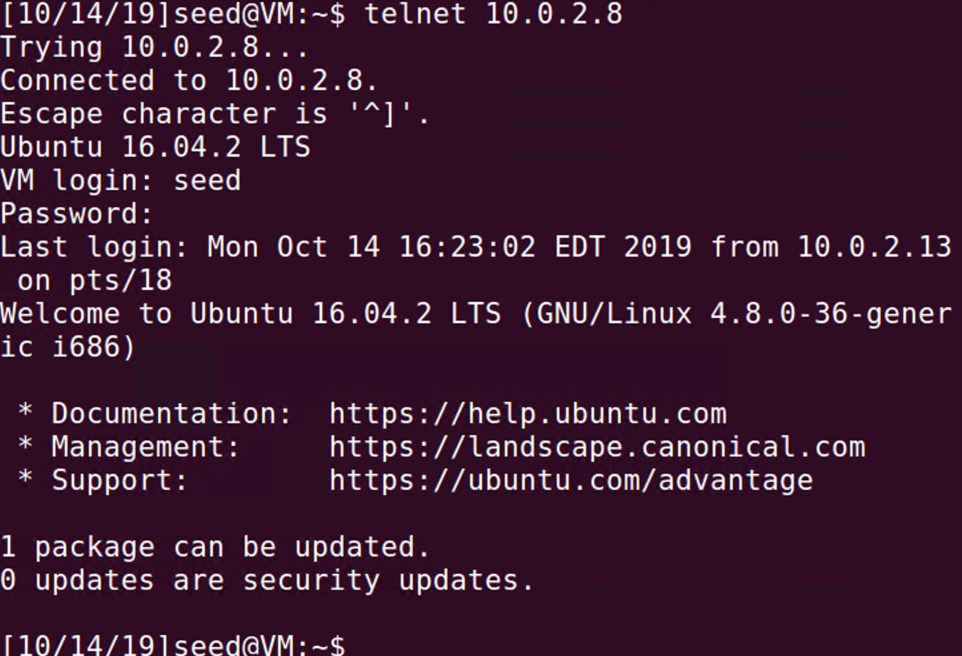 [10/14/19]seed@VM:~$ telnet 10.0.2.8
Trying 10.0.2.8...
Connected to 10.0.2.8.
Escape character is '^]'.
Ubuntu 16.04.2 LTS
VM login: seed
Password:
Last login: Mon Oct 14 16:23:02 EDT 2019 from 10.0.2.13
 on pts/18
Welcome to Ubuntu 16.04.2 LTS (GNU/Linux 4.8.0-36-gener
ic i686)

 * Documentation:  https://help.ubuntu.com
 * Management:     https://landscape.canonical.com
 * Support:        https://ubuntu.com/advantage

1 package can be updated.
0 updates are security updates.

[10/14/19]seed@VM:~$